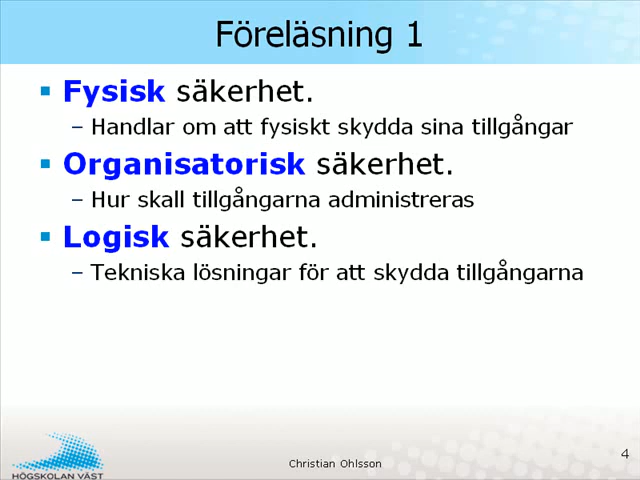 Föreläsning 1
Fysisk säkerhet.
– Handlar om att fysiskt skydda sina tillgångar
Organisatorisk säkerhet.
– Hur skall tillgångarna administreras
Logisk säkerhet.
– Tekniska lösningar för att skydda tillgångarna
HÖGSKOLAN VÄST
Christian Ohlsson
4